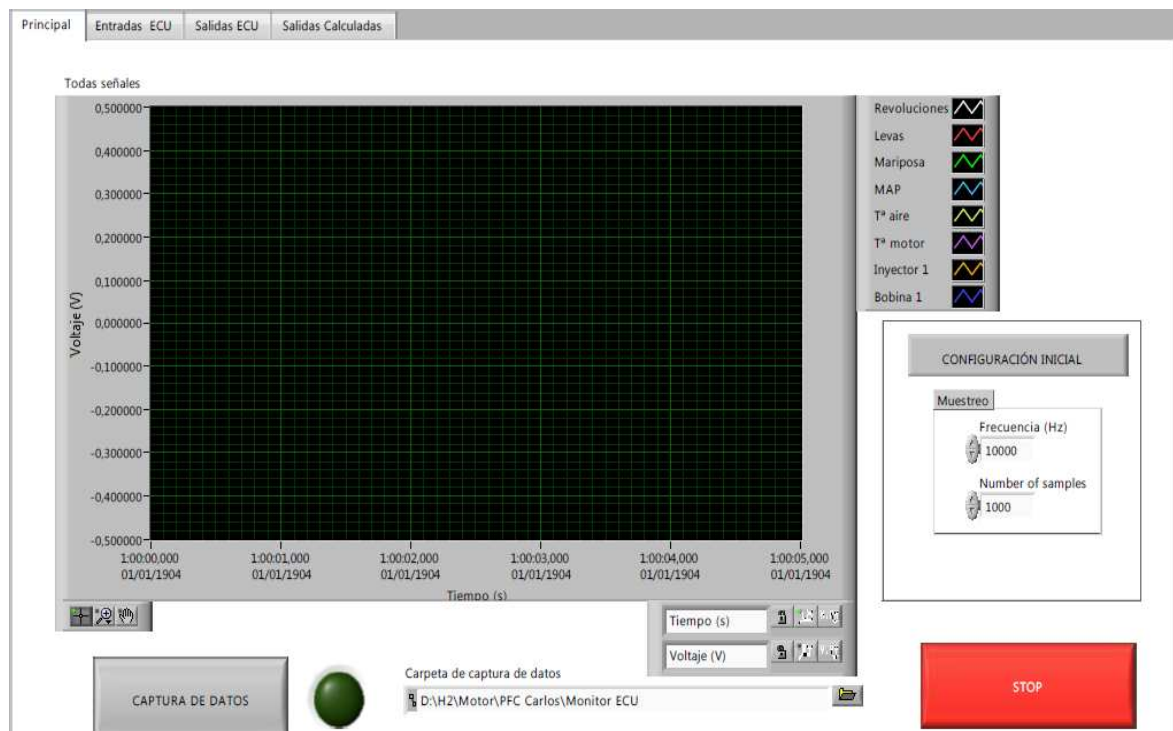 Principal Entradas ECU Salidas ECU Salidas Calculadas
Todas señales
0,500000
0,400000
0,300000
0,200000
0,100000
0,000000
-0,100000
-0,200000
-0,300000
-0,400000
-0,500000
Voltaje (V)
1:00:00,000 1:00:01,000 1:00:02,000 1:00:03,000 1:00:04,000 1:00:05,000
01/01/1904 01/01/1904 01/01/1904 01/01/1904 01/01/1904 01/01/1904
Tiempo (s)
Revoluciones
Levas
Mariposa
MAP
Tª aire
Tª motor
Inyector 1
Bobina 1
CONFIGURACIÓN INICIAL
Muestreo
Frecuencia (Hz)
10000
Number of samples
1000
Tiempo (s)
Voltaje (V)
CAPTURA DE DATOS
Carpeta de captura de datos
D:\H2\Motor\PFC Carlos\Monitor ECU
STOP